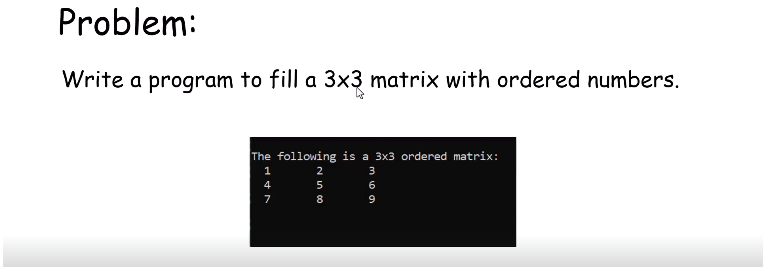 Problem:
Write a program to fill a 3x3 matrix with ordered numbers.
The following is a 3x3 ordered matrix:
1 2 3
4 5 6
7 8 9